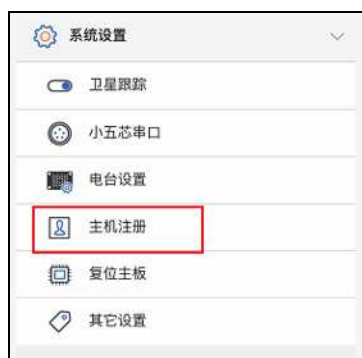 系统设置
卫星跟踪
小五芯串口
电台设置
主机注册
复位主板
其它设置